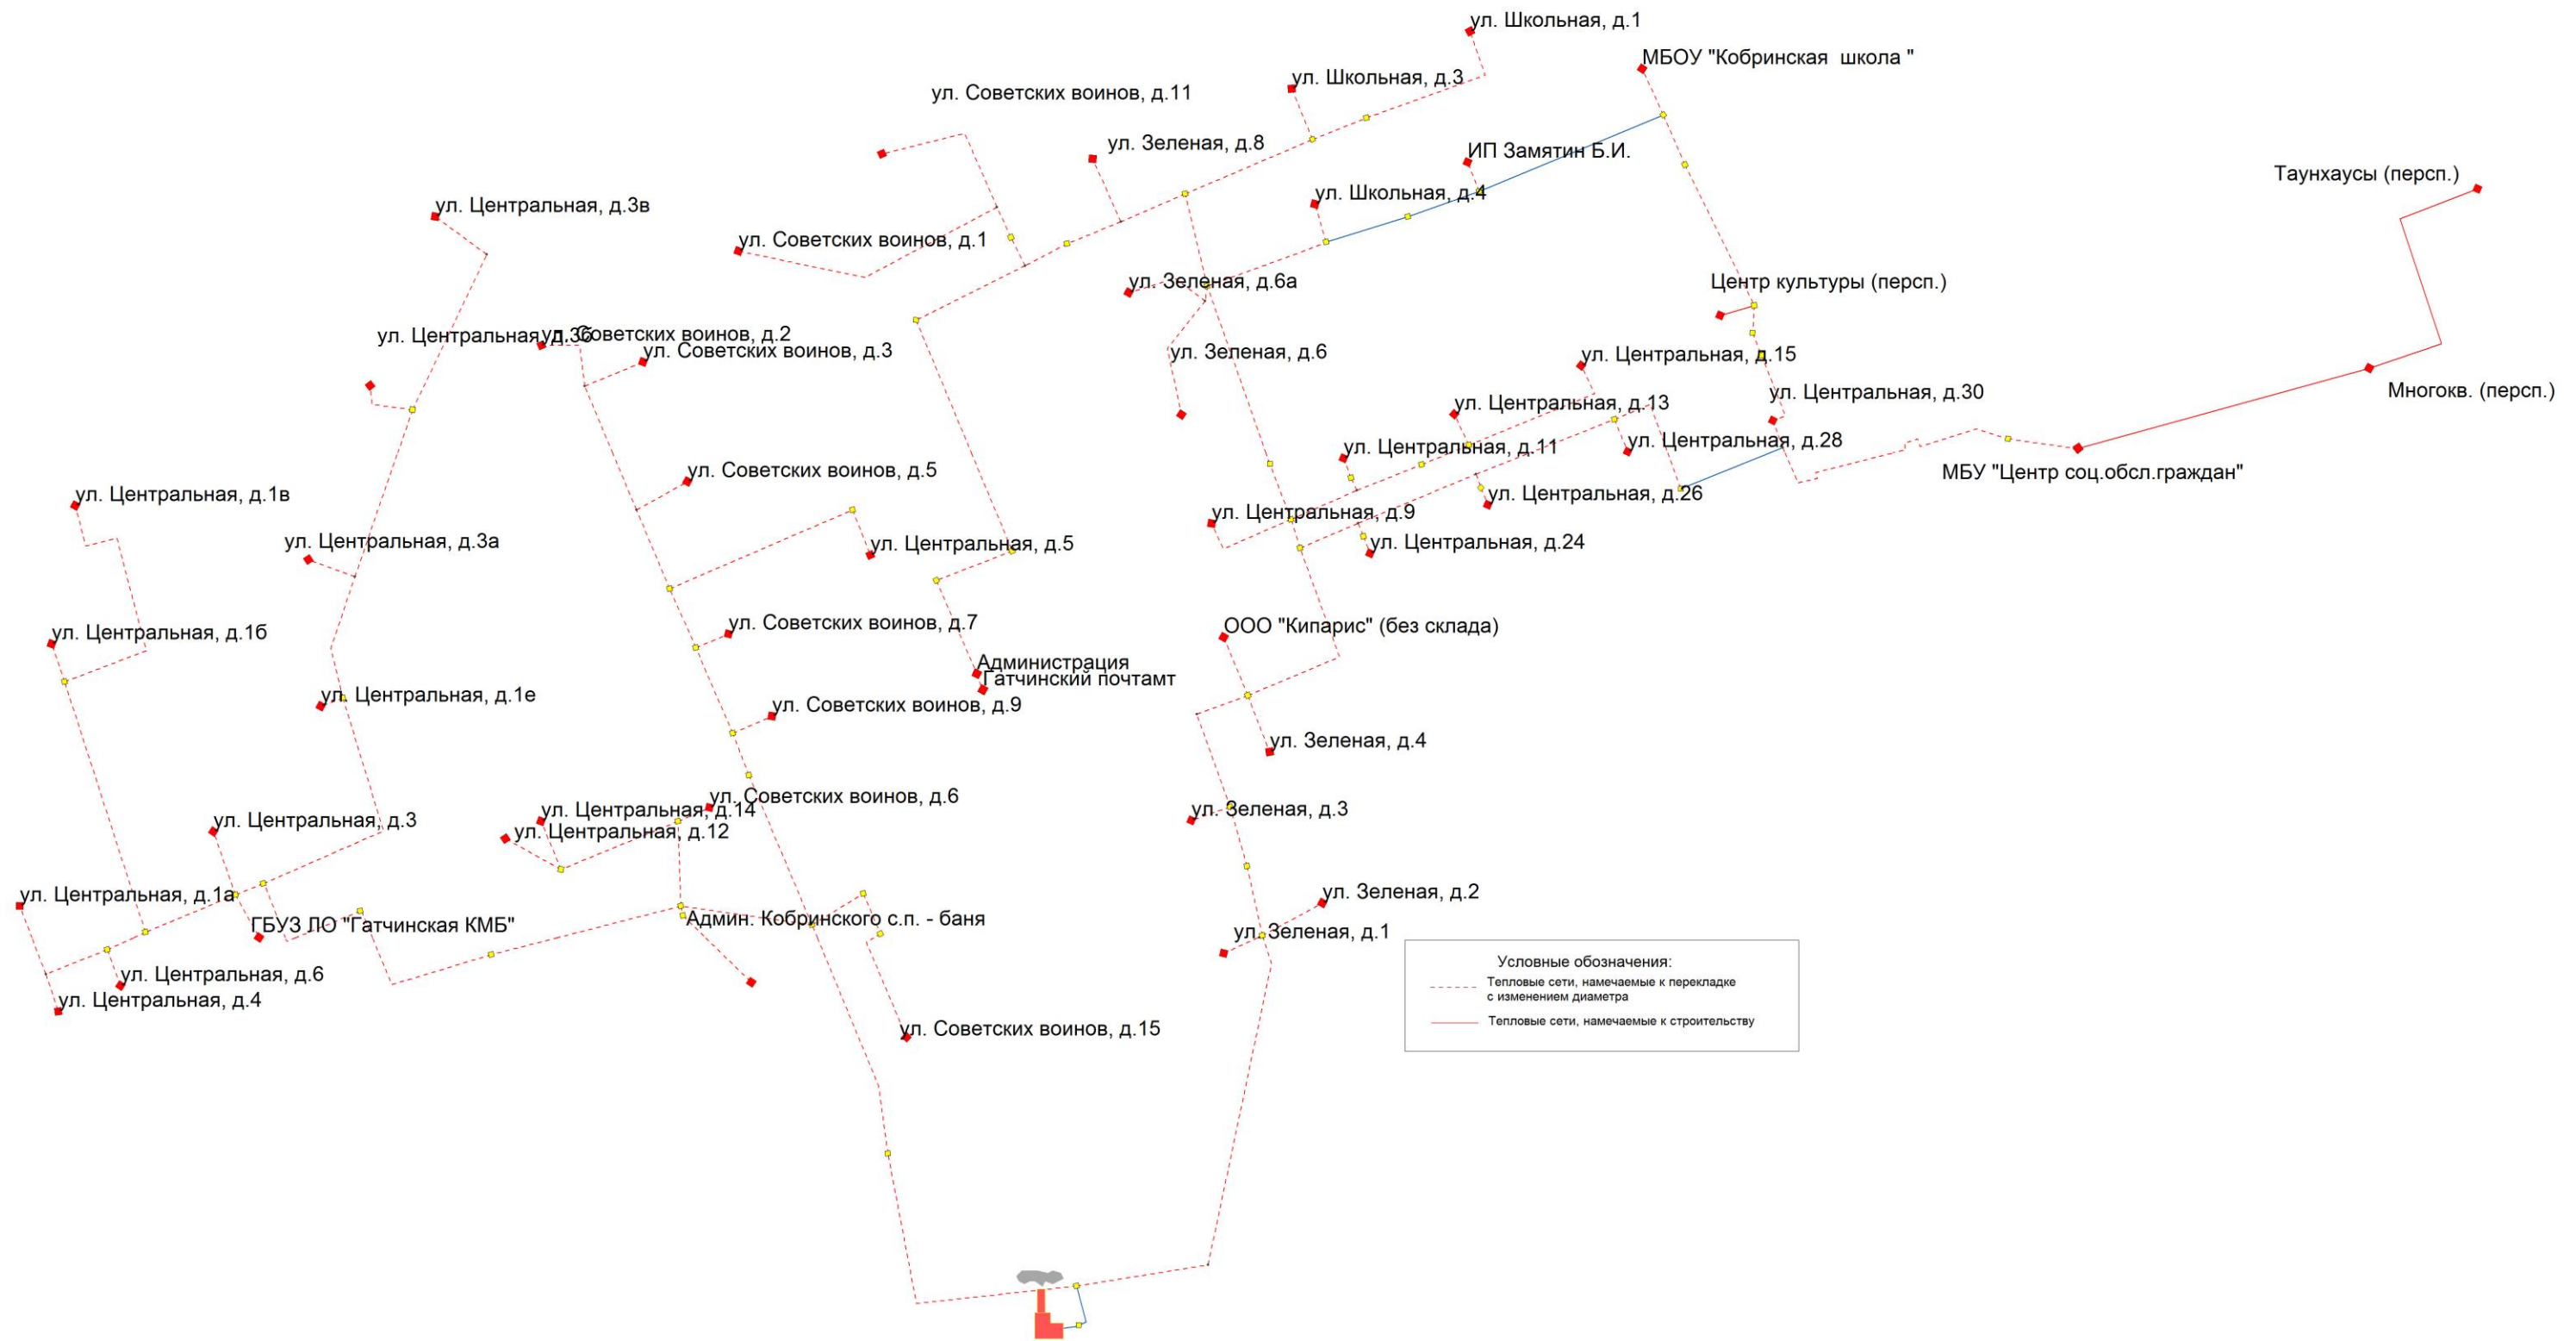 ул. Школьная, д.1
МБОУ "Кобринская школа "
ул. Школьная, д.3
ул. Советских воинов, д.11
ул. Зеленая, д.8
ИП Замятин Б.И.
Таунхаусы (персп.)
ул. Школьная, д.4
ул. Центральная, д.3в
ул. Советских воинов, д.1
ул. Зеленая, д.6а
Центр культуры (персп.)
ул. Центральная, д.3б
ул. Советских воинов, д.2
ул. Советских воинов, д.3
ул. Зеленая, д.6
ул. Центральная, д.15
ул. Центральная, д.30
Многокв. (персп.)
ул. Центральная, д.13
ул. Центральная, д.28
ул. Центральная, д.11
ул. Советских воинов, д.5
МБУ "Центр соц.обсл.граждан"
ул. Центральная, д.1в
ул. Центральная, д.26
ул. Центральная, д.9
ул. Центральная, д.3а
ул. Центральная, д.5
ул. Центральная, д.24
ул. Центральная, д.1б
ул. Советских воинов, д.7
ООО "Кипарис" (без склада)
Администрация
Гатчинский почтамт
ул. Центральная, д.1е
ул. Советских воинов, д.9
ул. Зеленая, д.4
ул. Советских воинов, д.6
ул. Центральная, д.14
ул. Зеленая, д.3
ул. Центральная, д.3
ул. Центральная, д.12
ул. Центральная, д.1а
ул. Зеленая, д.2
ГБУЗ ЛО "Гатчинская КМБ"
Админ. Кобринского с.п. - баня
ул. Зеленая, д.1
ул. Центральная, д.6
ул. Центральная, д.4
ул. Советских воинов, д.15
Условные обозначения:
Тепловые сети, намечаемые к перекладке
с изменением диаметра
Тепловые сети, намечаемые к строительству